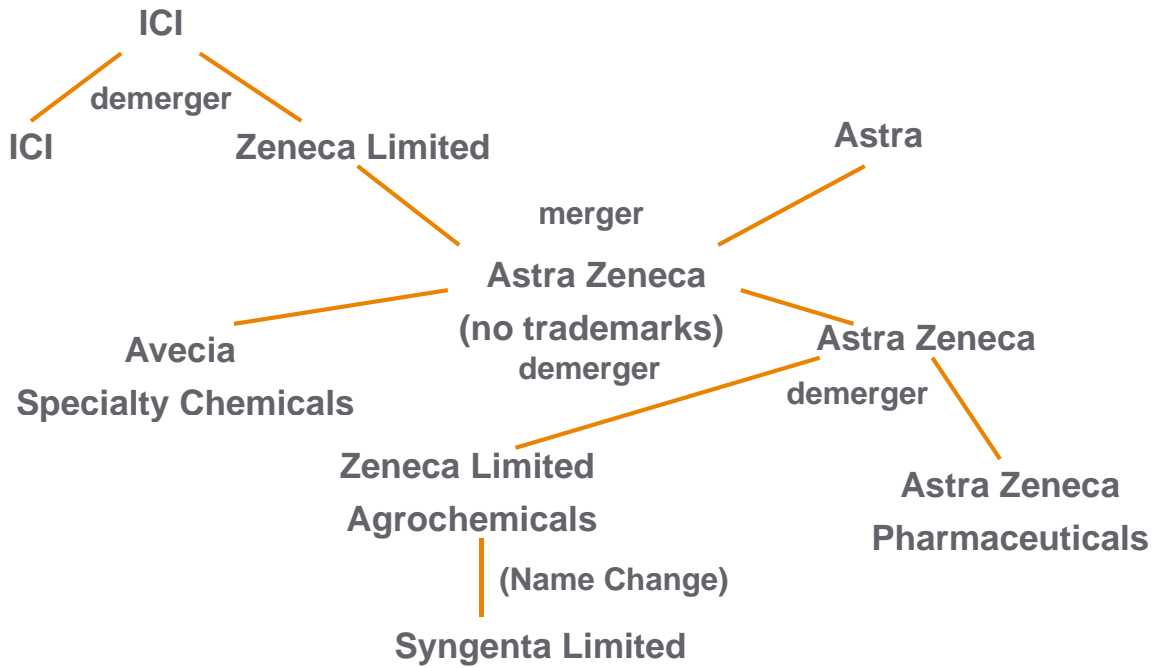 ICI
demerger
ICI
Zeneca Limited
Astra
merger
Astra Zeneca
(no trademarks)
demerger
Avecia
Specialty Chemicals
Astra Zeneca
demerger
Zeneca Limited
Agrochemicals
Astra Zeneca
Pharmaceuticals
(Name Change)
Syngenta Limited